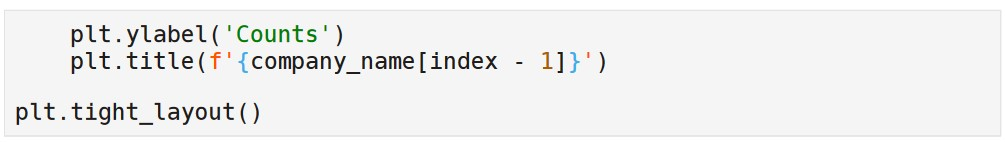 plt.ylabel('Counts')
    plt.title(f'{company_name[index - 1]}')
plt.tight_layout()